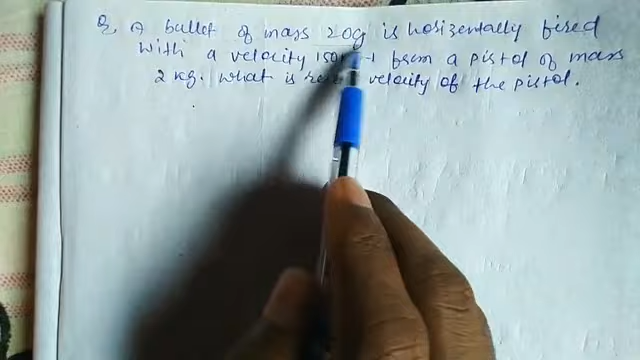 Q. A bullet of mass 20g is horizontally fired
with a velocity 150 from a pistol of mass
2 kg. what is velocity of the pistol.